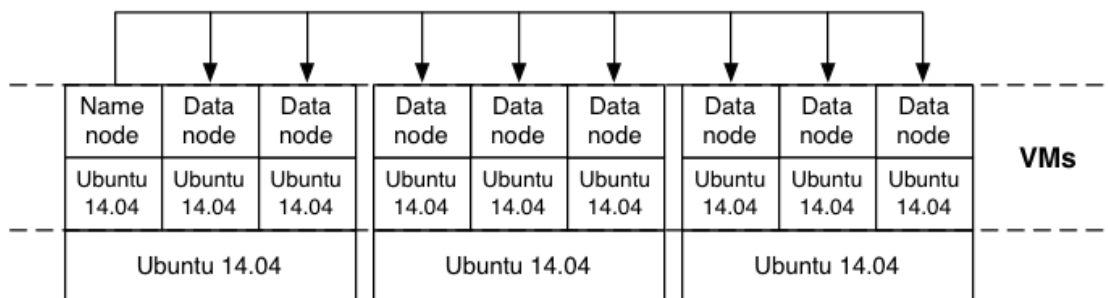 Name Data Data Data Data Data Data Data Data
node node node node node node node node node
VMs
Ubuntu Ubuntu Ubuntu Ubuntu Ubuntu Ubuntu Ubuntu Ubuntu Ubuntu
14.04 14.04 14.04 14.04 14.04 14.04 14.04 14.04 14.04
Ubuntu 14.04 Ubuntu 14.04 Ubuntu 14.04